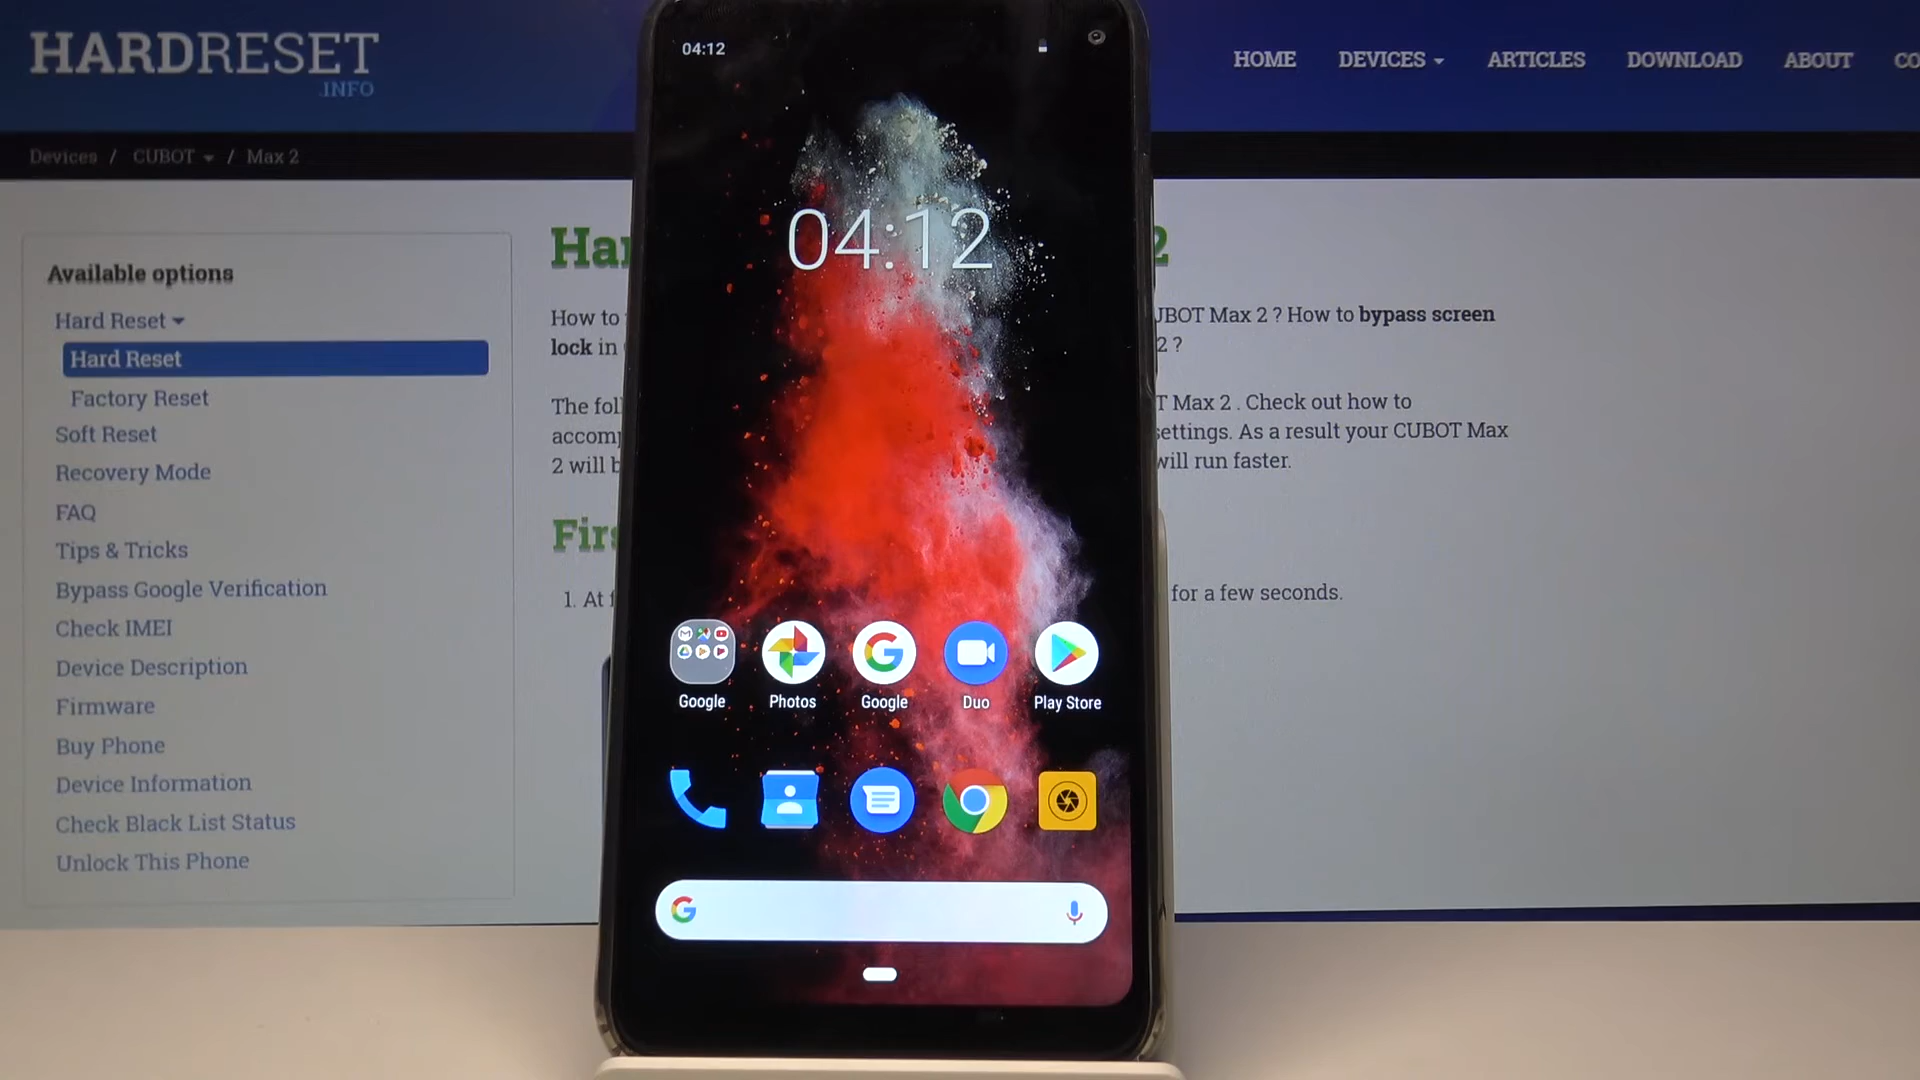 HARDRESET
.INFO
HOME DEVICES ARTICLES DOWNLOAD ABOUT
Devices / CUBOT / Max 2
Available options
Hard Reset
Hard Reset
Factory Reset
Soft Reset
Recovery Mode
FAQ
Tips & Tricks
Bypass Google Verification
Check IMEI
Device Description
Firmware
Buy Phone
Device Information
Check Black List Status
Unlock This Phone
2
How to
Max 2 ? How to bypass screen
lock in
2 ?
The
Max 2 . Check out how to
settings. As a result your CUBOT Max
2 will
will run faster.
1. At
for a few seconds.
04:12
04:12
Google Photos Google Duo Play Store